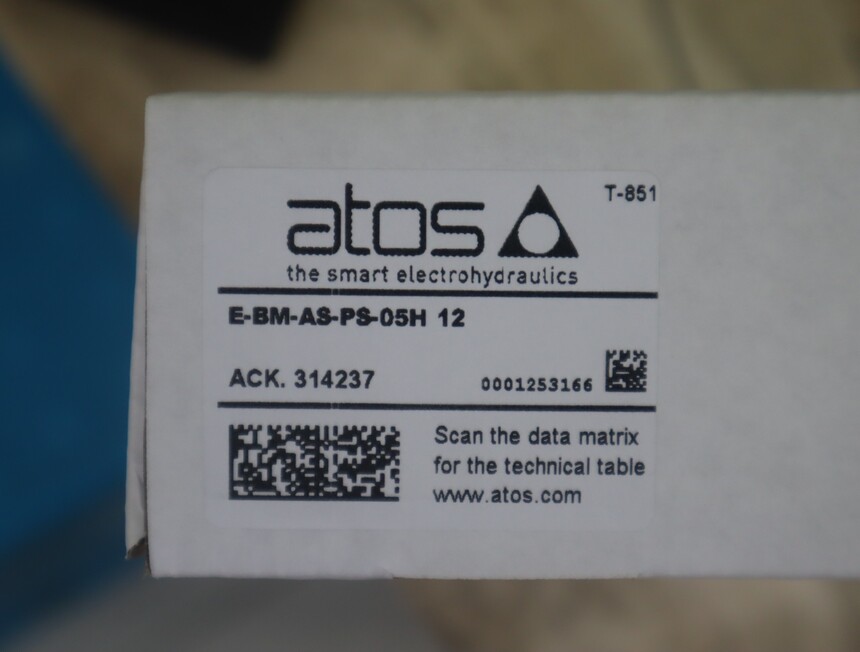 atos
T-851
the smart electrohydraulics
E-BM-AS-PS-05H 12
ACK. 314237
0001253166
Scan the data matrix
for the technical table
www.atos.com